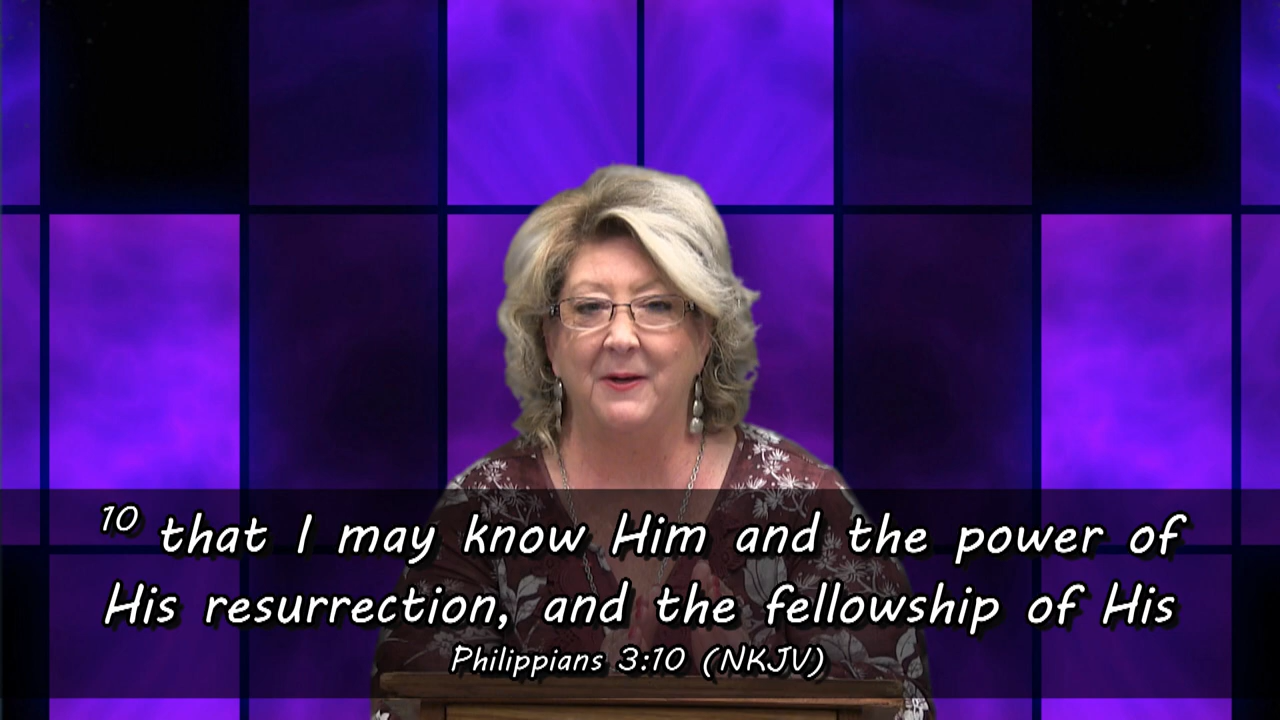 10 that I may know Him and the power of
His resurrection, and the fellowship of His
Philippians 3:10 (NKJV)